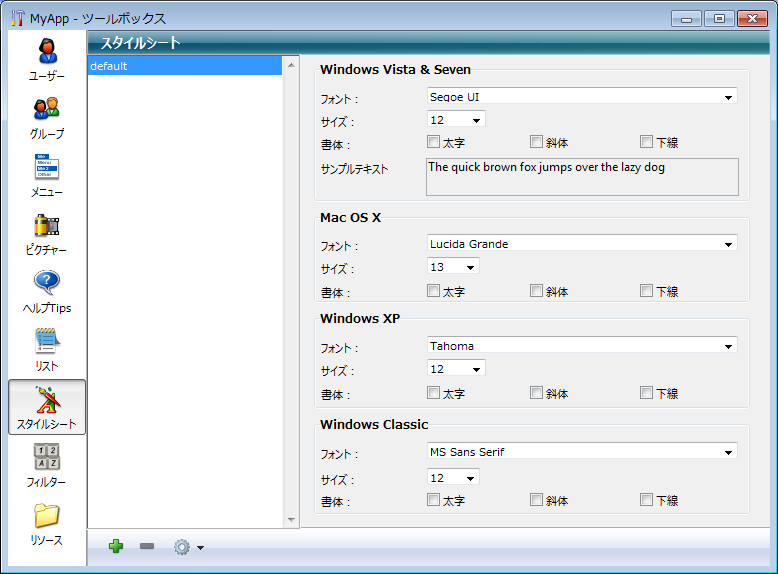 MyApp - ツールボックス
ユーザー
グループ
メニュー
ピクチャー
ヘルプTips
リスト
スタイルシート
フィルター
リソース
スタイルシート
default
Windows Vista & Seven
フォント :
Segoe UI
サイズ :
12
書体 :
太字
斜体
下線
サンプルテキスト
The quick brown fox jumps over the lazy dog
Mac OS X
フォント :
Lucida Grande
サイズ :
13
書体 :
太字
斜体
下線
Windows XP
フォント :
Tahoma
サイズ :
12
書体 :
太字
斜体
下線
Windows Classic
フォント :
MS Sans Serif
サイズ :
12
書体 :
太字
斜体
下線